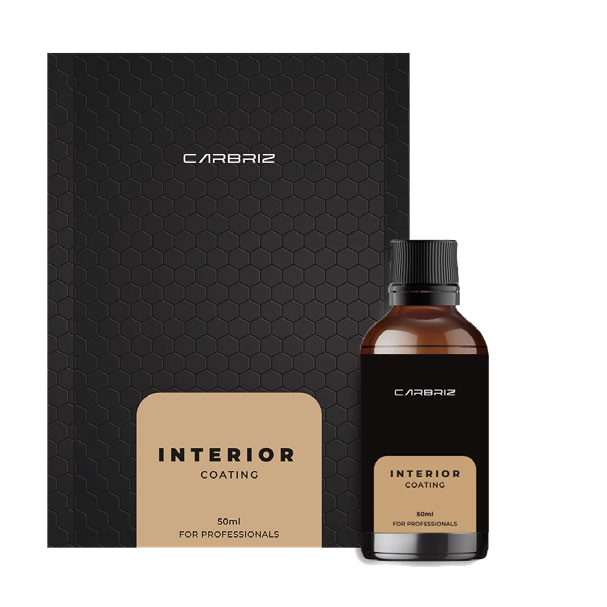 CARBRIZ
INTERIOR
COATING
50ml
FOR PROFESSIONALS
CARBRIZ
INTERIOR
COATING
50ml
FOR PROFESSIONALS